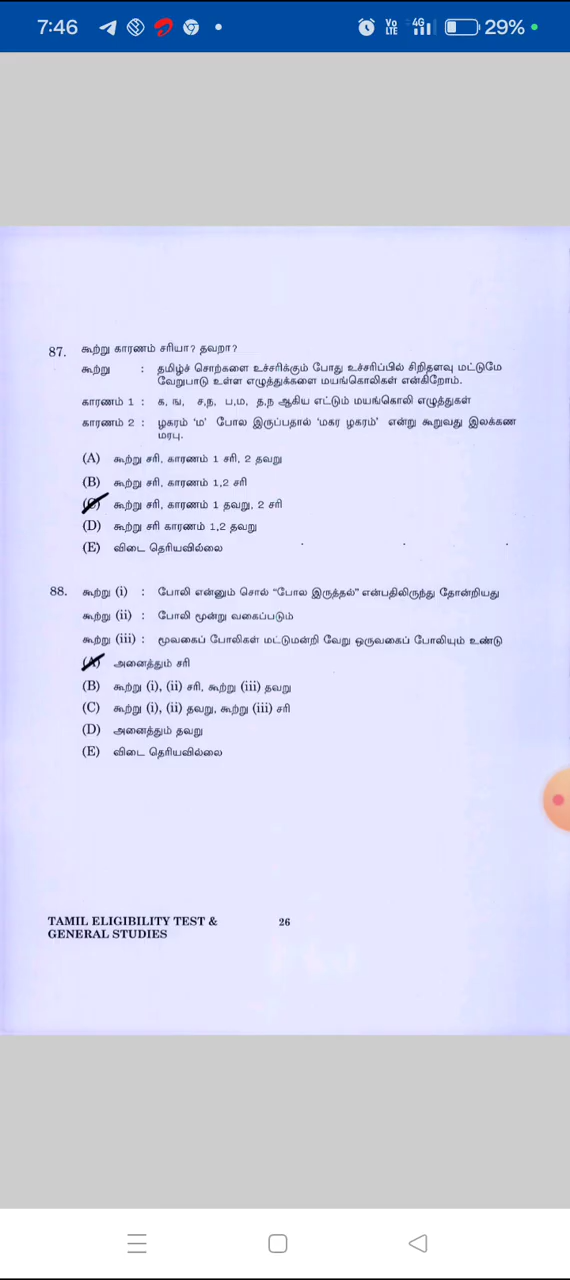 7:46
Vo LTE 4G 29%
87. கூற்று காரணம் சரியா? தவறா?
கூற்று : தமிழ்ச் சொற்களை உச்சரிக்கும் போது உச்சரிப்பில் சிறிதளவு மட்டுமே
வேறுபாடு உள்ள எழுத்துக்களை மயங்கொலிகள் என்கிறோம்.
காரணம் 1 : க, ங, ச,ந, ப,ம, த.ந ஆகிய எட்டும் மயங்கொலி எழுத்துகள்
காரணம் 2 : ழகரம் 'ம' போல இருப்பதால் 'மகர ழகரம்' என்று கூறுவது இலக்கண
மரபு.
(A) கூற்று சரி, காரணம் 1 சரி, 2 தவறு
(B) கூற்று சரி, காரணம் 1,2 சரி
(C) கூற்று சரி, காரணம் 1 தவறு, 2 சரி
(D) கூற்று சரி காரணம் 1,2 தவறு
(E) விடை தெரியவில்லை
88. கூற்று (i) : போலி என்னும் சொல் "போல இருத்தல்" என்பதிலிருந்து தோன்றியது
கூற்று (ii) : போலி மூன்று வகைப்படும்
கூற்று (iii) : மூவகைப் போலிகள் மட்டுமன்றி வேறு ஒருவகைப் போலியும் உண்டு
(A) அனைத்தும் சரி
(B) கூற்று (i), (ii) சரி, கூற்று (iii) தவறு
(C) கூற்று (i), (ii) தவறு, கூற்று (iii) சரி
(D) அனைத்தும் தவறு
(E) விடை தெரியவில்லை
TAMIL ELIGIBILITY TEST & 26
GENERAL STUDIES